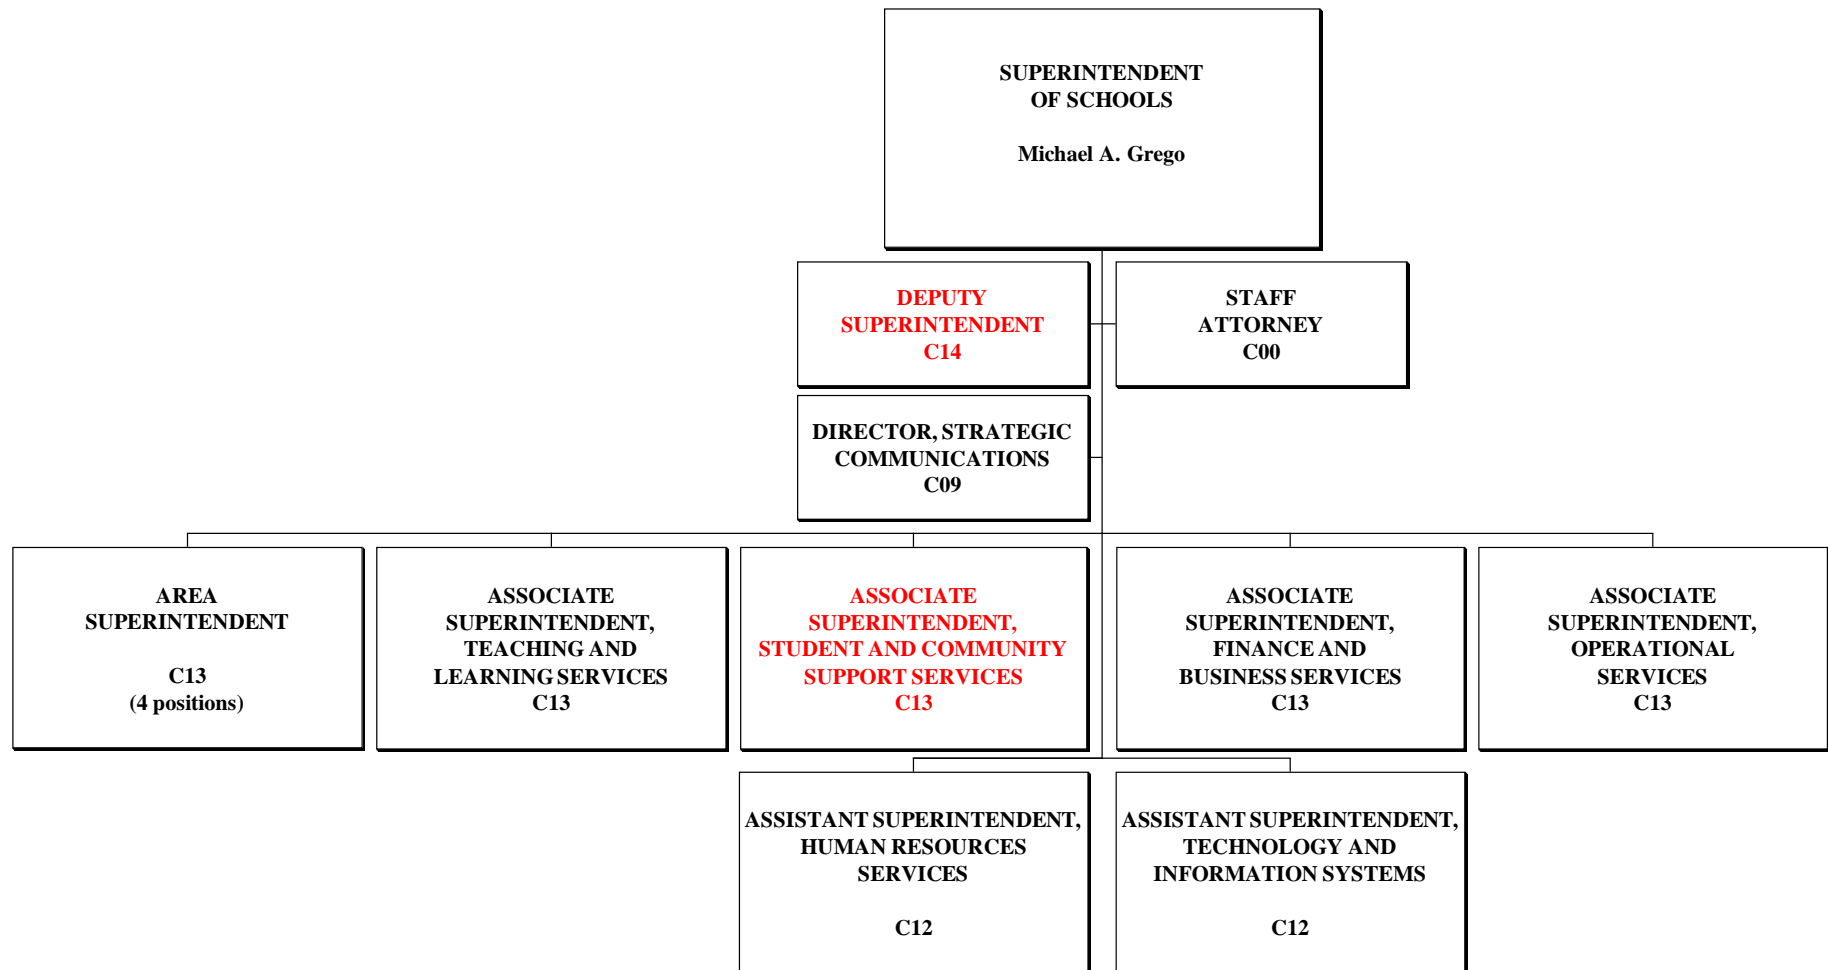 SUPERINTENDENT
OF SCHOOLS
Michael A. Grego
DEPUTY
SUPERINTENDENT
C14
STAFF
ATTORNEY
C00
DIRECTOR, STRATEGIC
COMMUNICATIONS
C09
AREA
SUPERINTENDENT
C13
(4 positions)
ASSOCIATE
SUPERINTENDENT,
TEACHING AND
LEARNING SERVICES
C13
ASSOCIATE
SUPERINTENDENT,
STUDENT AND COMMUNITY
SUPPORT SERVICES
C13
ASSOCIATE
SUPERINTENDENT,
FINANCE AND
BUSINESS SERVICES
C13
ASSOCIATE
SUPERINTENDENT,
OPERATIONAL
SERVICES
C13
ASSISTANT SUPERINTENDENT,
HUMAN RESOURCES
SERVICES
C12
ASSISTANT SUPERINTENDENT,
TECHNOLOGY AND
INFORMATION SYSTEMS
C12